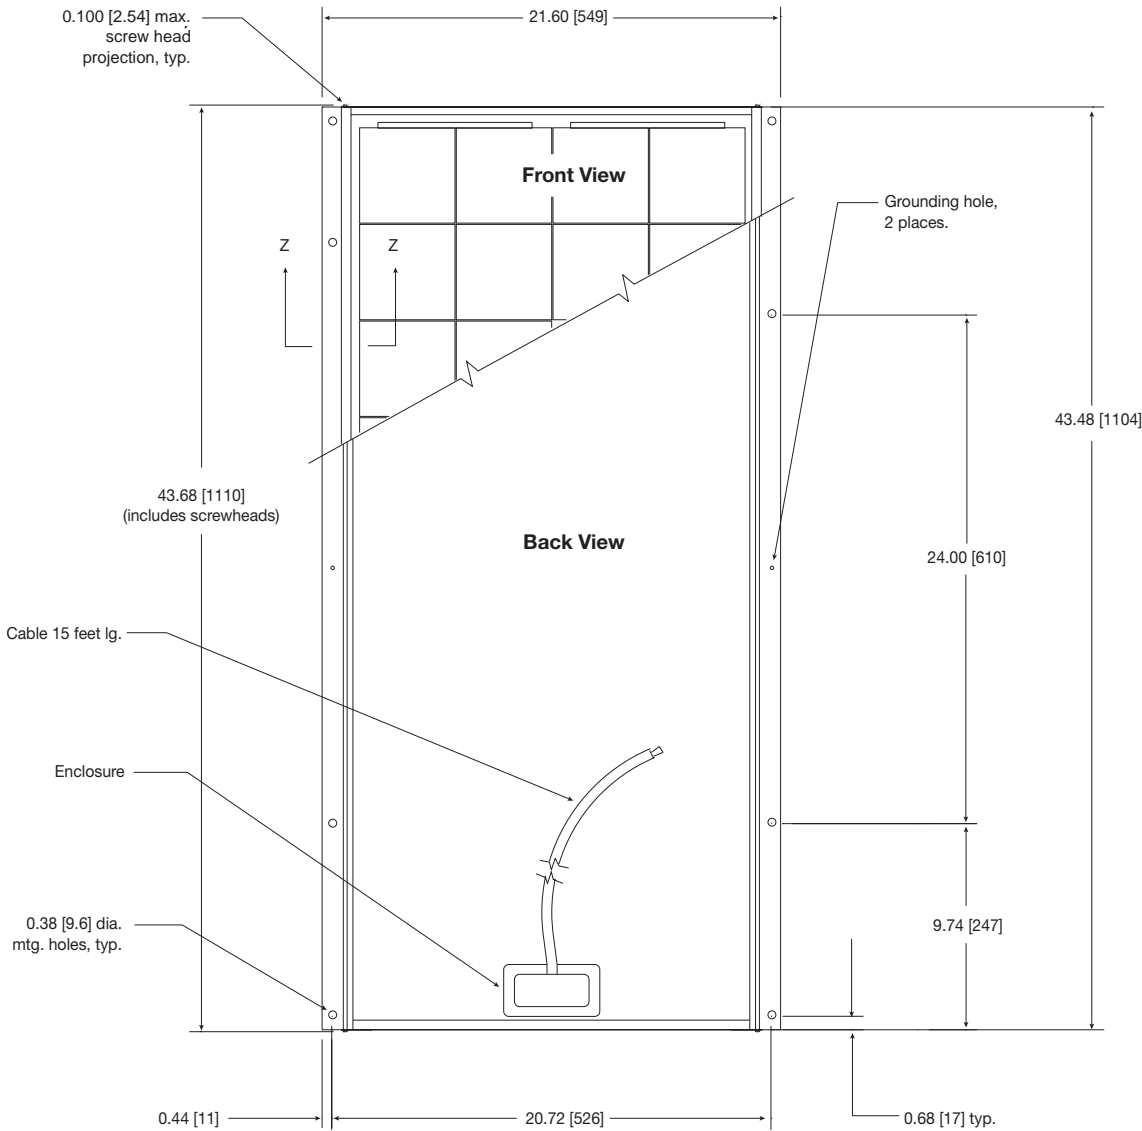 0.100 [2.54] max.
screw head
projection, typ.
21.60 [549]
Front View
Grounding hole,
2 places.
Z
Z
43.48 [1104]
43.68 [1110]
(includes screwheads)
Back View
24.00 [610]
Cable 15 feet lg.
Enclosure
0.38 [9.6] dia.
mtg. holes, typ.
9.74 [247]
0.44 [11]
20.72 [526]
0.68 [17] typ.